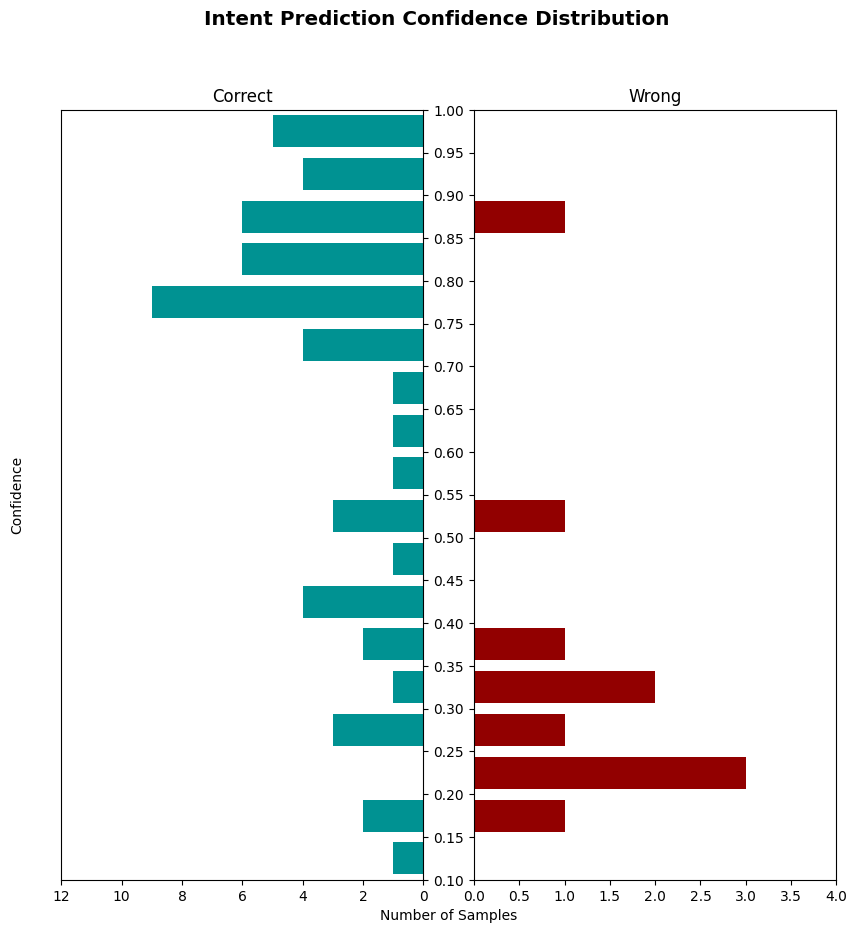 Intent Prediction Confidence Distribution
Correct
Wrong
1.00
0.95
0.90
0.85
0.80
0.75
0.70
0.65
0.60
0.55
0.50
0.45
0.40
0.35
0.30
0.25
0.20
0.15
0.10
Confidence
12 10 8 6 4 2 0
0.0 0.5 1.0 1.5 2.0 2.5 3.0 3.5 4.0
Number of Samples